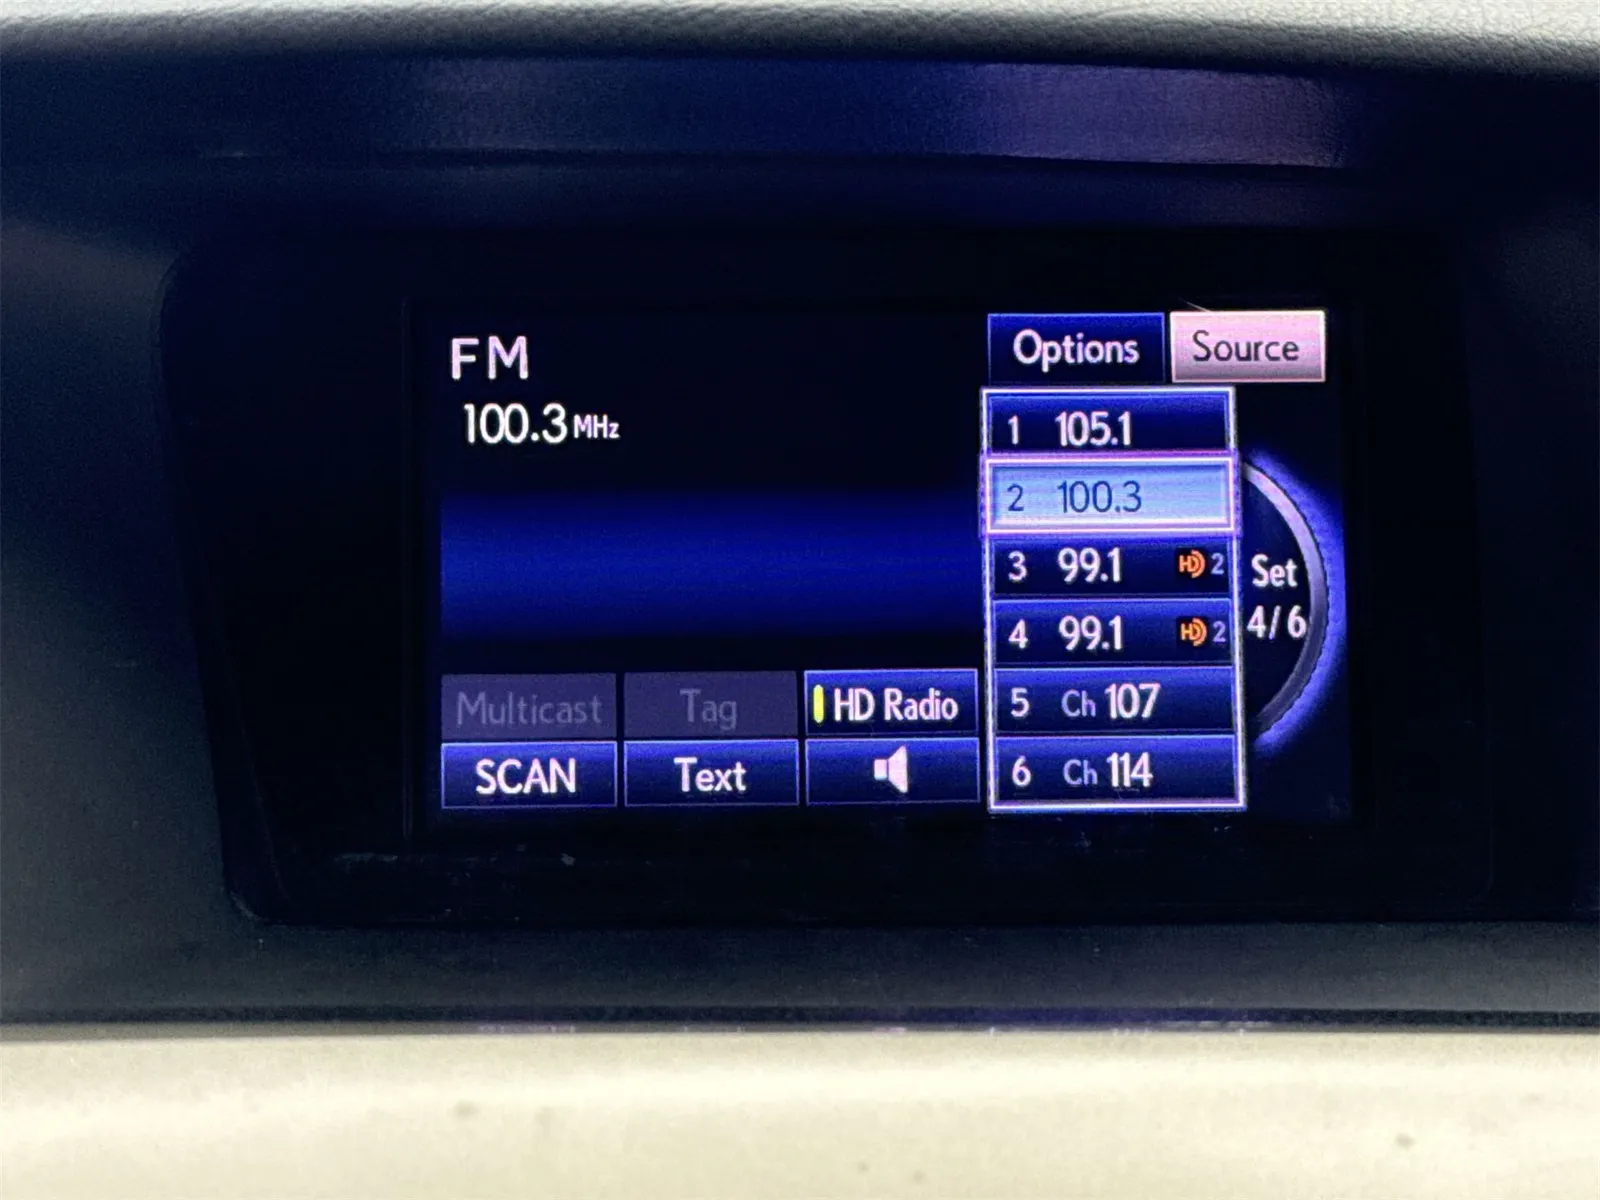 FM
100.3 MHz
Options
Source
1 105.1
2 100.3
3 99.1 HD 2
4 99.1 HD 2
5 Ch 107
6 Ch 114
Set
4/6
Multicast
Tag
HD Radio
SCAN
Text